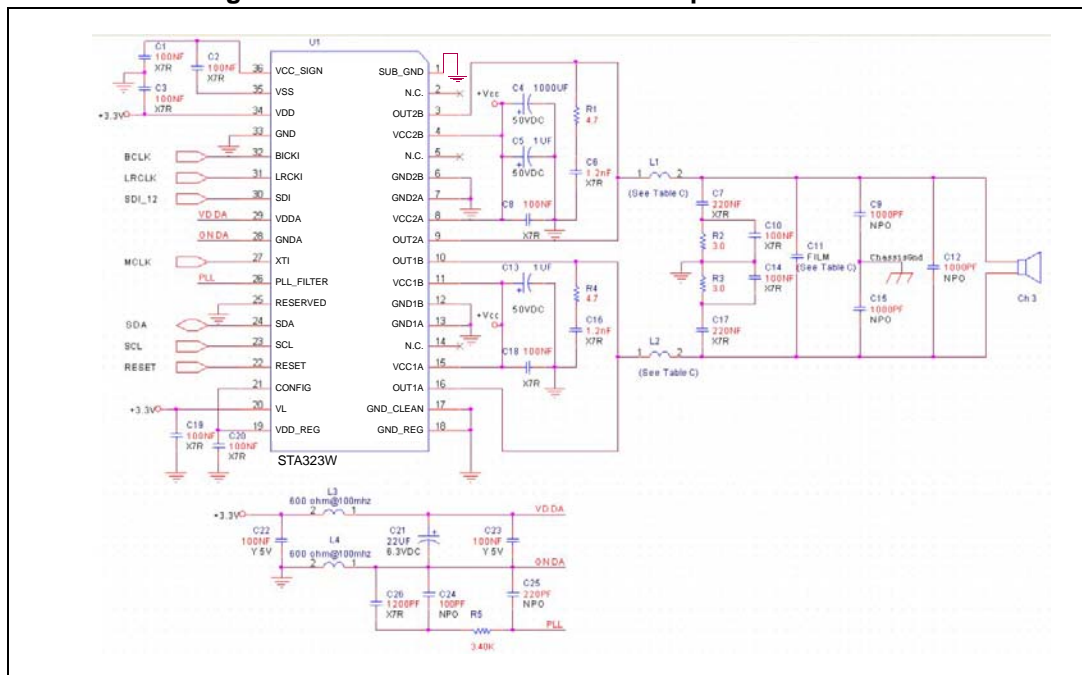 U1
C1
100NF
X7R
C2
100NF
X7R
C3
100NF
X7R
+3.3V
BCLK
LRCLK
SDI_12
VDDA
GNDA
MCLK
PLL
SDA
SCL
RESET
+3.3V
C19
100NF
X7R
C20
100NF
X7R
36 VCC_SIGN
35 VSS
34 VDD
33 GND
32 BICKI
31 LRCKI
30 SDI
29 VDDA
28 GNDA
27 XTI
26 PLL_FILTER
25 RESERVED
24 SDA
23 SCL
22 RESET
21 CONFIG
20 VL
19 VDD_REG
SUB_GND 1
N.C. 2
OUT2B 3
VCC2B 4
N.C. 5
GND2B 6
GND2A 7
VCC2A 8
OUT2A 9
OUT1B 10
VCC1B 11
GND1B 12
GND1A 13
N.C. 14
VCC1A 15
OUT1A 16
GND_CLEAN 17
GND_REG 18
STA323W
+Vcc
C4 1000UF
50VDC
C5 1UF
50VDC
100NF
X7R
R1
4.7
C6
1.2nF
X7R
C13 1UF
50VDC
+Vcc
C18 100NF
X7R
R4
4.7
C16
1.2nF
X7R
L1
1 2
(See Table C)
L2
1 2
(See Table C)
C7
220NF
X7R
R2
3.0
R3
3.0
C17
220NF
X7R
C10
100NF
X7R
C14
100NF
X7R
C11
FILM
(See Table C)
C9
1000PF
NPO
ChassisGnd
C15
1000PF
NPO
C12
1000PF
NPO
Ch3
L3
600 ohm@100mhz
2 1
+3.3V
VDDA
C22
100NF
Y5V
C21
22UF
6.3VDC
C23
100NF
Y5V
L4
600 ohm@100mhz
2 1
GNDA
C26
1200PF
X7R
C24
100PF
NPO
C25
220PF
NPO
R5
3.40K
PLL